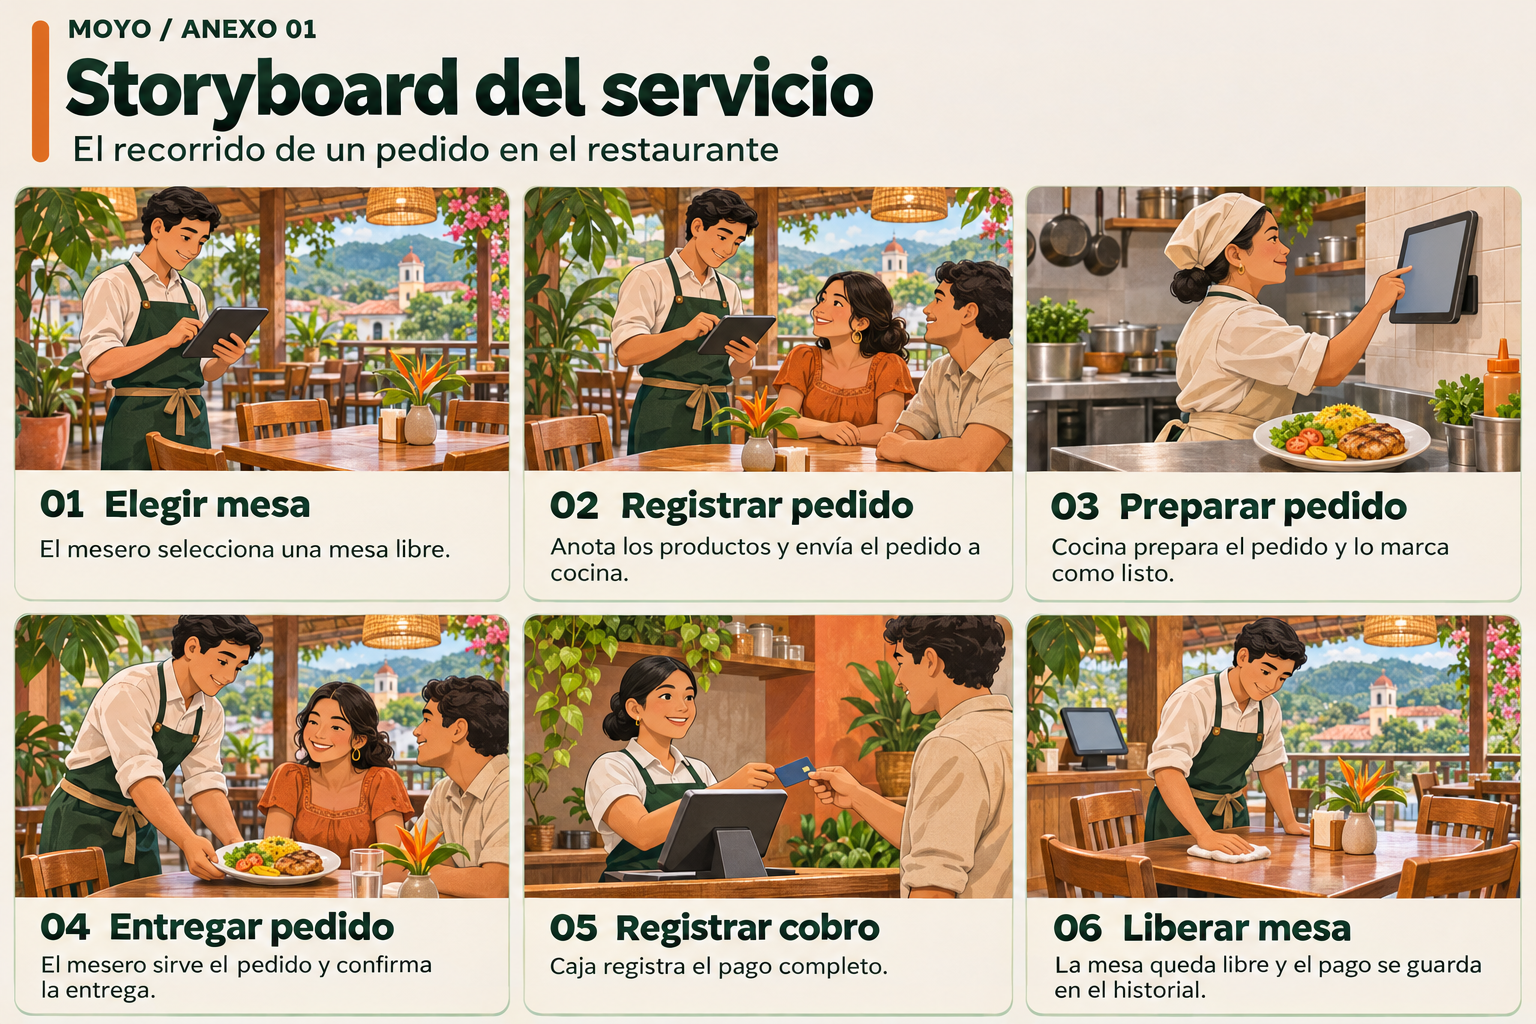 MOYO / ANEXO 01
Storyboard del servicio
El recorrido de un pedido en el restaurante
01 Elegir mesa
El mesero selecciona una mesa libre.
02 Registrar pedido
Anota los productos y envía el pedido a
cocina.
03 Preparar pedido
Cocina prepara el pedido y lo marca
como listo.
04 Entregar pedido
El mesero sirve el pedido y confirma
la entrega.
05 Registrar cobro
Caja registra el pago completo.
06 Liberar mesa
La mesa queda libre y el pago se guarda
en el historial.